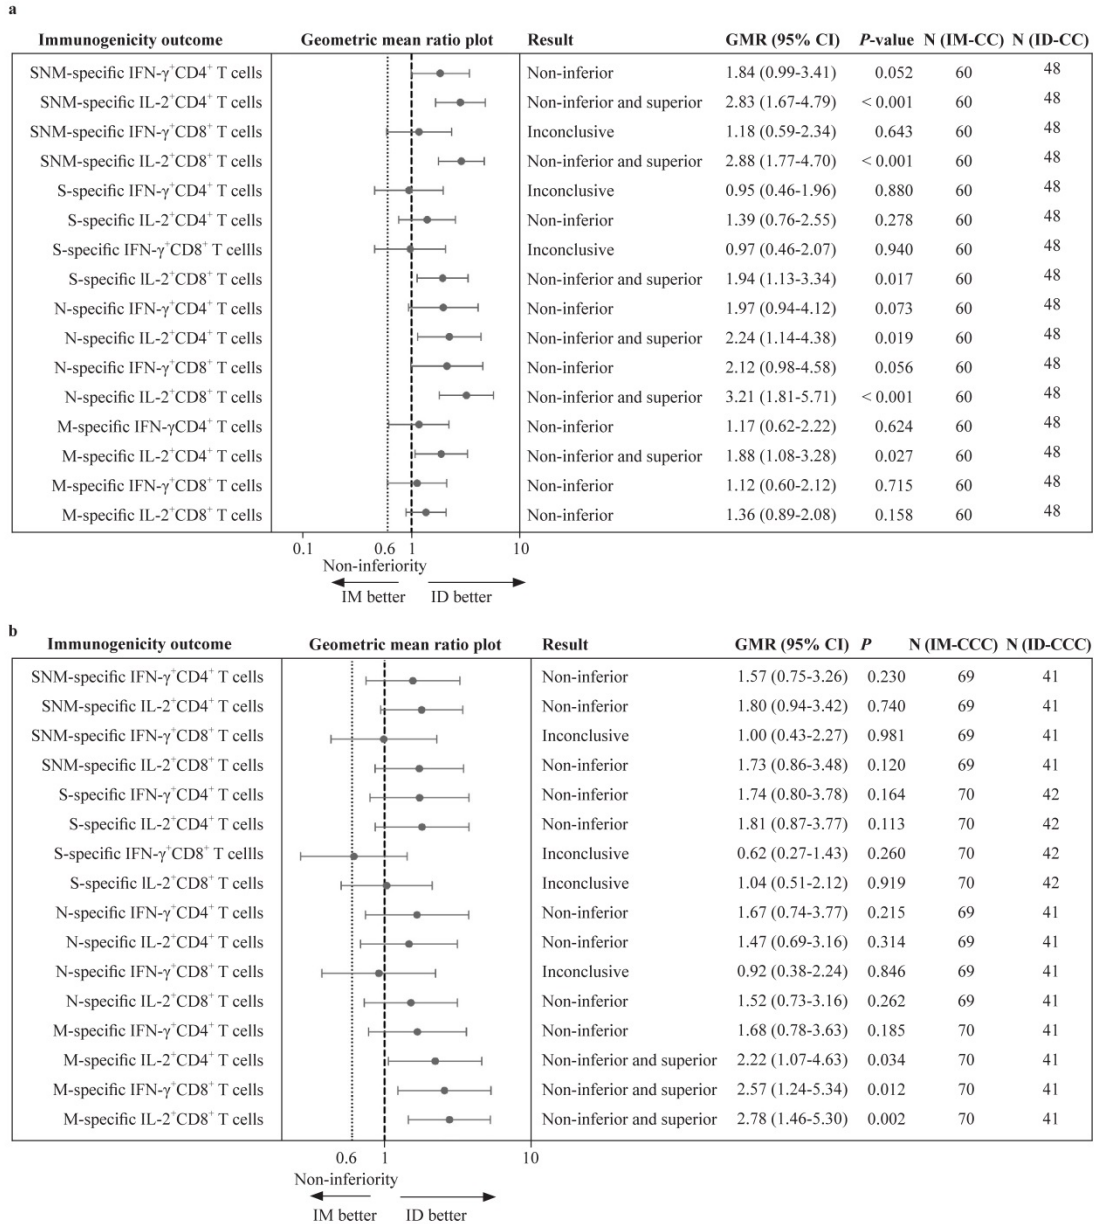 a
Immunogenicity outcome Geometric mean ratio plot Result GMR (95% CI) P-value N (IM-CC) N (ID-CC)
SNM-specific IFN-γ⁺CD4⁺ T cells Non-inferior 1.84 (0.99-3.41) 0.052 60 48
SNM-specific IL-2⁺CD4⁺ T cells Non-inferior and superior 2.83 (1.67-4.79) < 0.001 60 48
SNM-specific IFN-γ⁺CD8⁺ T cells Inconclusive 1.18 (0.59-2.34) 0.643 60 48
SNM-specific IL-2⁺CD8⁺ T cells Non-inferior and superior 2.88 (1.77-4.70) < 0.001 60 48
S-specific IFN-γ⁺CD4⁺ T cells Inconclusive 0.95 (0.46-1.96) 0.880 60 48
S-specific IL-2⁺CD4⁺ T cells Non-inferior 1.39 (0.76-2.55) 0.278 60 48
S-specific IFN-γ⁺CD8⁺ T cellls Inconclusive 0.97 (0.46-2.07) 0.940 60 48
S-specific IL-2⁺CD8⁺ T cells Non-inferior and superior 1.94 (1.13-3.34) 0.017 60 48
N-specific IFN-γ⁺CD4⁺ T cells Non-inferior 1.97 (0.94-4.12) 0.073 60 48
N-specific IL-2⁺CD4⁺ T cells Non-inferior and superior 2.24 (1.14-4.38) 0.019 60 48
N-specific IFN-γ⁺CD8⁺ T cells Non-inferior 2.12 (0.98-4.58) 0.056 60 48
N-specific IL-2⁺CD8⁺ T cells Non-inferior and superior 3.21 (1.81-5.71) < 0.001 60 48
M-specific IFN-γCD4⁺ T cells Non-inferior 1.17 (0.62-2.22) 0.624 60 48
M-specific IL-2⁺CD4⁺ T cells Non-inferior and superior 1.88 (1.08-3.28) 0.027 60 48
M-specific IFN-γ⁺CD8⁺ T cells Non-inferior 1.12 (0.60-2.12) 0.715 60 48
M-specific IL-2⁺CD8⁺ T cells Non-inferior 1.36 (0.89-2.08) 0.158 60 48
0.1 0.6 1 10
Non-inferiority
IM better ID better
b
Immunogenicity outcome Geometric mean ratio plot Result GMR (95% CI) P N (IM-CCC) N (ID-CCC)
SNM-specific IFN-γ⁺CD4⁺ T cells Non-inferior 1.57 (0.75-3.26) 0.230 69 41
SNM-specific IL-2⁺CD4⁺ T cells Non-inferior 1.80 (0.94-3.42) 0.740 69 41
SNM-specific IFN-γ⁺CD8⁺ T cells Inconclusive 1.00 (0.43-2.27) 0.981 69 41
SNM-specific IL-2⁺CD8⁺ T cells Non-inferior 1.73 (0.86-3.48) 0.120 69 41
S-specific IFN-γ⁺CD4⁺ T cells Non-inferior 1.74 (0.80-3.78) 0.164 70 42
S-specific IL-2⁺CD4⁺ T cells Non-inferior 1.81 (0.87-3.77) 0.113 70 42
S-specific IFN-γ⁺CD8⁺ T cellls Inconclusive 0.62 (0.27-1.43) 0.260 70 42
S-specific IL-2⁺CD8⁺ T cells Inconclusive 1.04 (0.51-2.12) 0.919 70 42
N-specific IFN-γ⁺CD4⁺ T cells Non-inferior 1.67 (0.74-3.77) 0.215 69 41
N-specific IL-2⁺CD4⁺ T cells Non-inferior 1.47 (0.69-3.16) 0.314 69 41
N-specific IFN-γ⁺CD8⁺ T cells Inconclusive 0.92 (0.38-2.24) 0.846 69 41
N-specific IL-2⁺CD8⁺ T cells Non-inferior 1.52 (0.73-3.16) 0.262 69 41
M-specific IFN-γ⁺CD4⁺ T cells Non-inferior 1.68 (0.78-3.63) 0.185 70 41
M-specific IL-2⁺CD4⁺ T cells Non-inferior and superior 2.22 (1.07-4.63) 0.034 70 41
M-specific IFN-γ⁺CD8⁺ T cells Non-inferior and superior 2.57 (1.24-5.34) 0.012 70 41
M-specific IL-2⁺CD8⁺ T cells Non-inferior and superior 2.78 (1.46-5.30) 0.002 70 41
0.6 1 10
Non-inferiority
IM better ID better